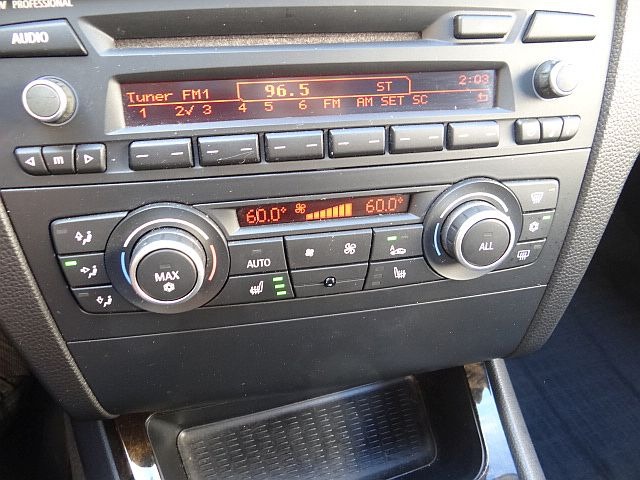 PROFESSIONAL
AUDIO
Tuner FM1 96.5 ST 2:03
1 2√ 3 4 5 6 FM AM SET SC
m
60.0° 60.0°
MAX
AUTO
ALL